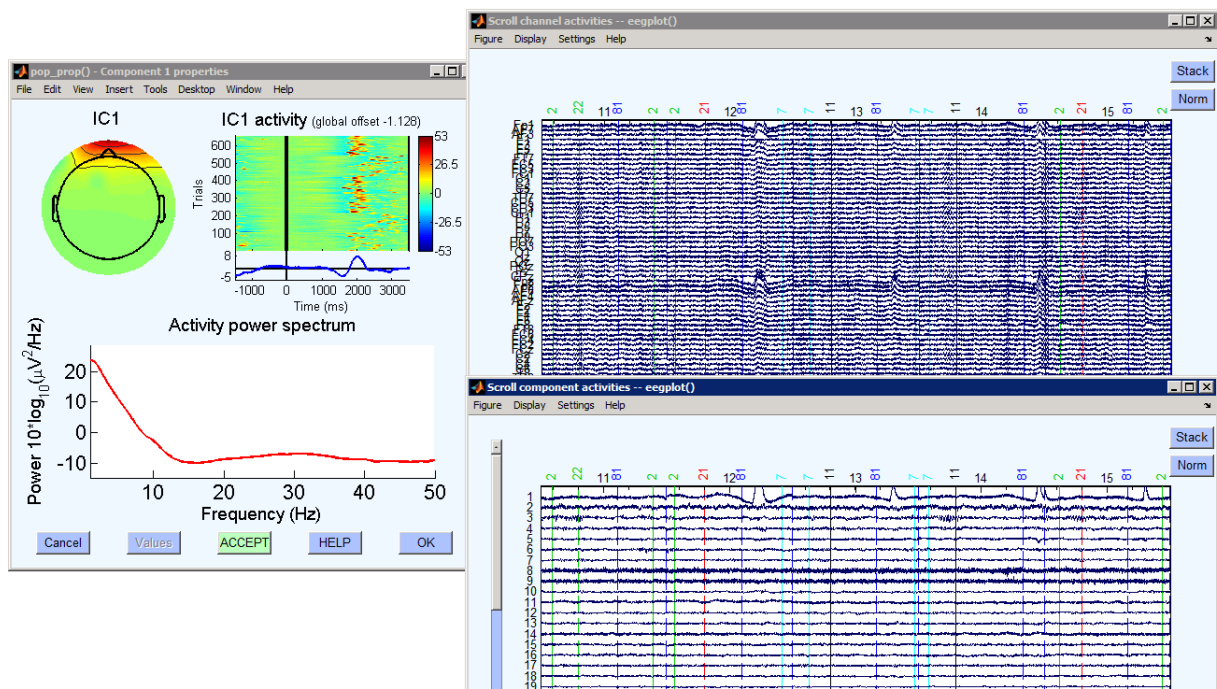 pop_prop() - Component 1 properties
File Edit View Insert Tools Desktop Window Help
IC1
IC1 activity (global offset -1.128)
Trials
600
500
400
300
200
100
53
26.5
0
-26.5
-53
8
-5
-1000 0 1000 2000 3000
Time (ms)
Activity power spectrum
Power 10*log10(μV2/Hz)
20
10
0
-10
10 20 30 40 50
Frequency (Hz)
Cancel Values ACCEPT HELP OK
Scroll channel activities -- eegplot()
Figure Display Settings Help
Stack
Norm
2 22 11 81 2 2 21 12 81 7 7 11 13 81 7 7 11 14 81 2 21 15 81 2
Scroll component activities -- eegplot()
Figure Display Settings Help
Stack
Norm
2 22 11 81 2 2 21 12 81 7 7 11 13 81 7 7 11 14 81 2 21 15 81 2
1
2
3
4
5
6
7
8
9
10
11
12
13
14
15
16
17
18
19